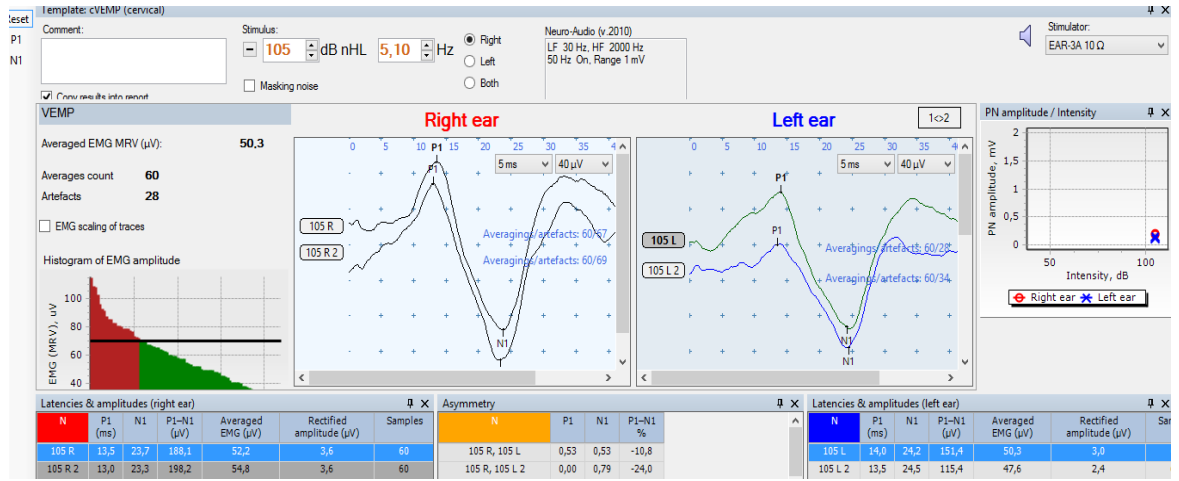 Template: cVEMP (cervical)
Reset
P1
N1
Comment:
Copy results into report
Stimulus:
105 dB nHL 5,10 Hz
Masking noise
Right
Left
Both
Neuro-Audio (v.2010)
LF 30 Hz, HF 2000 Hz
50 Hz On, Range 1 mV
Stimulator:
EAR-3A 10 Ω
VEMP
Averaged EMG MRV (µV): 50,3
Averages count 60
Artefacts 28
EMG scaling of traces
Histogram of EMG amplitude
EMG (MRV), uV
100
80
60
40
Right ear
0 5 10 P1 15 20 25 30 35 4
5 ms 40 µV
P1
105 R
105 R 2
Averagings/artefacts: 60/67
Averagings/artefacts: 60/69
N1
Left ear
1<>2
0 5 10 15 20 25 30 35 4
5 ms 40 µV
P1
P1
105 L
105 L 2
Averagings/artefacts: 60/28
Averagings/artefacts: 60/34
N1
N1
PN amplitude / Intensity
PN amplitude, mV
2
1,5
1
0,5
0
50 100
Intensity, dB
Right ear Left ear
Latencies & amplitudes (right ear)
N P1 (ms) N1 P1–N1 (µV) Averaged EMG (µV) Rectified amplitude (µV) Samples
105 R 13,5 23,7 188,1 52,2 3,6 60
105 R 2 13,0 23,3 198,2 54,8 3,6 60
Asymmetry
N P1 N1 P1–N1 %
105 R, 105 L 0,53 0,53 -10,8
105 R, 105 L 2 0,00 0,79 -24,0
Latencies & amplitudes (left ear)
N P1 (ms) N1 P1–N1 (µV) Averaged EMG (µV) Rectified amplitude (µV) Sar
105 L 14,0 24,2 151,4 50,3 3,0
105 L 2 13,5 24,5 115,4 47,6 2,4